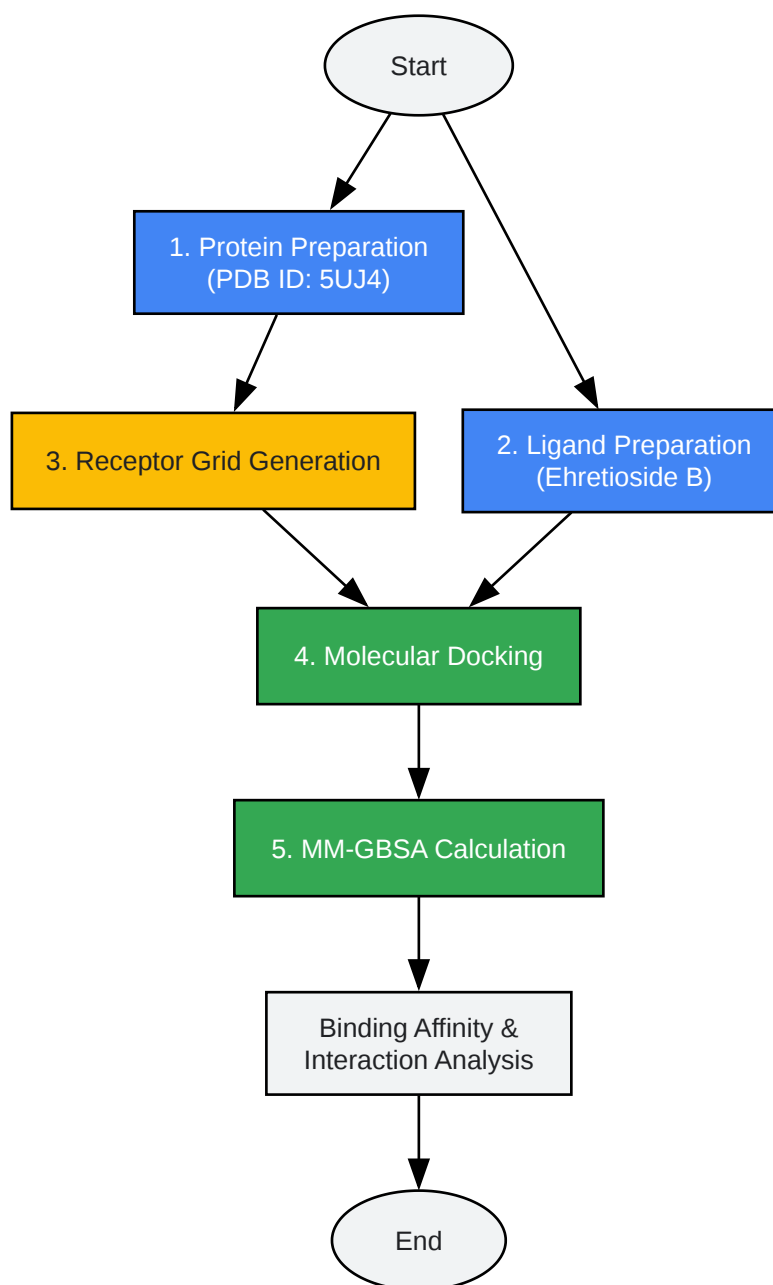 Start
1. Protein Preparation
(PDB ID: 5UJ4)
3. Receptor Grid Generation
2. Ligand Preparation
(Ehretioside B)
4. Molecular Docking
5. MM-GBSA Calculation
Binding Affinity &
Interaction Analysis
End